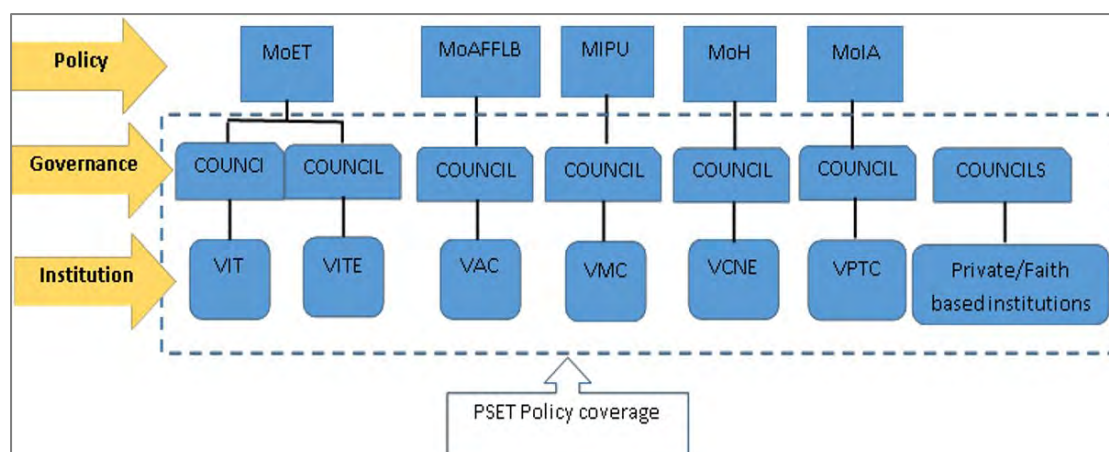 Policy
MoET
MoAFFLB
MIPU
MoH
MoIA
Governance
COUNCI
COUNCIL
COUNCIL
COUNCIL
COUNCIL
COUNCIL
COUNCILS
Institution
VIT
VITE
VAC
VMC
VCNE
VPTC
Private/Faith
based institutions
PSET Policy coverage